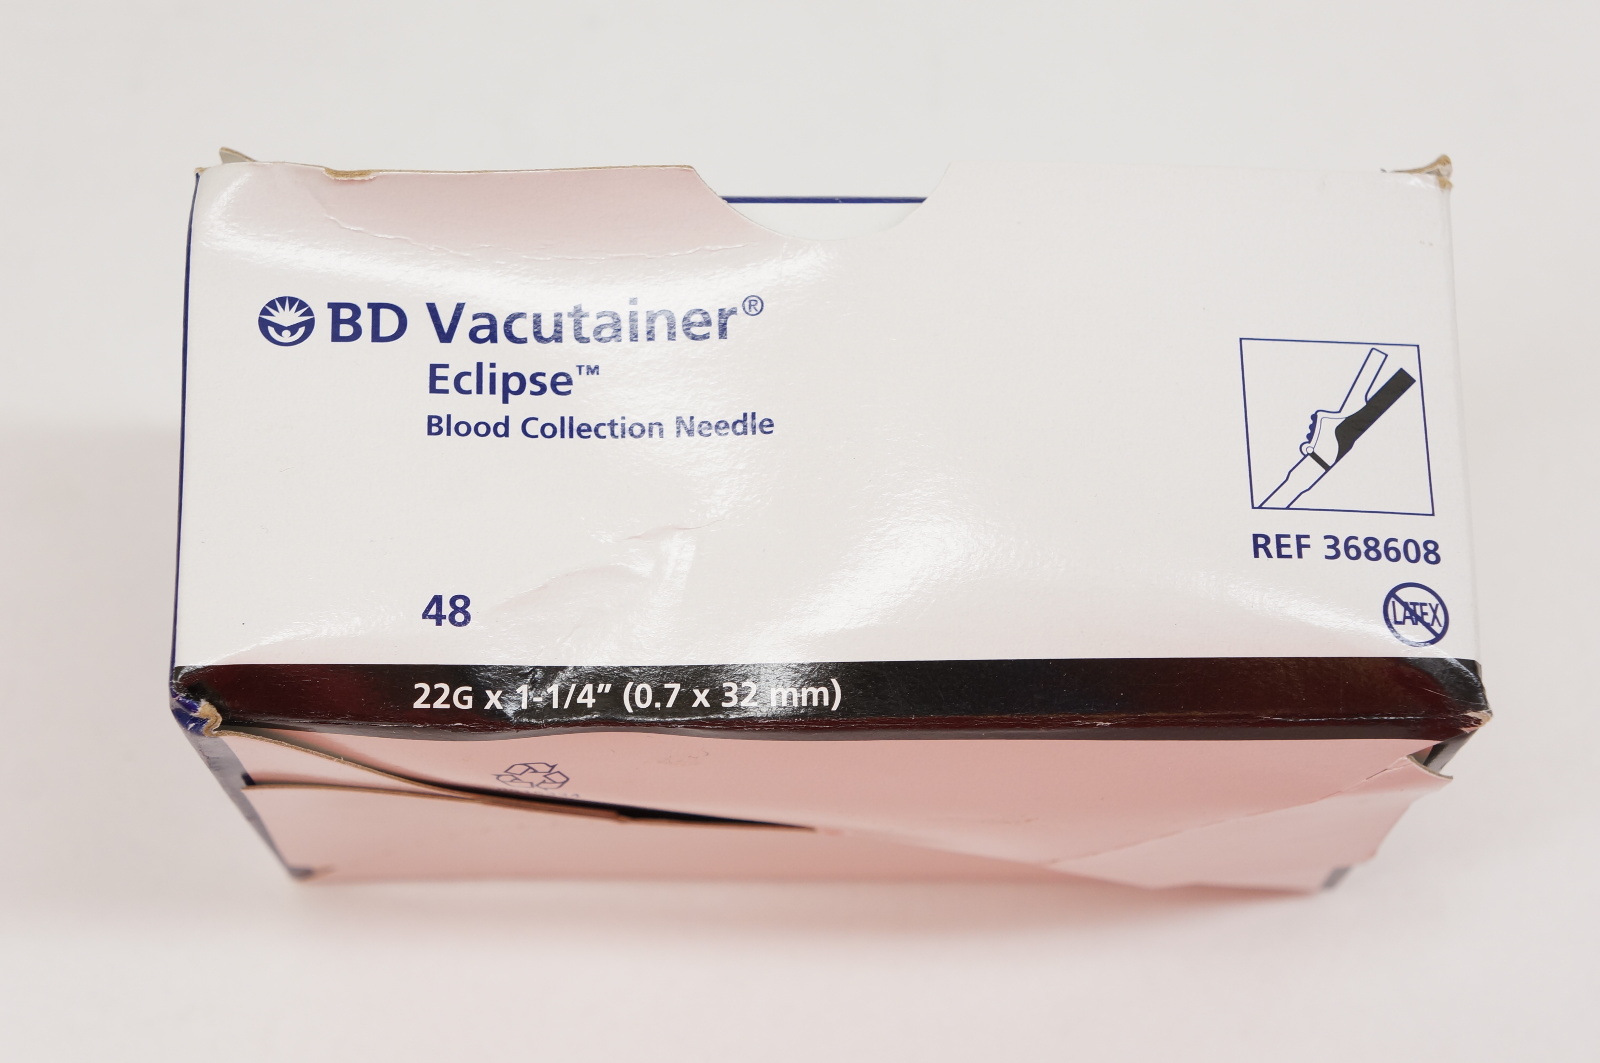 BD Vacutainer®
Eclipse™
Blood Collection Needle
REF 368608
48
LATEX
22G x 1-1/4” (0.7 x 32 mm)